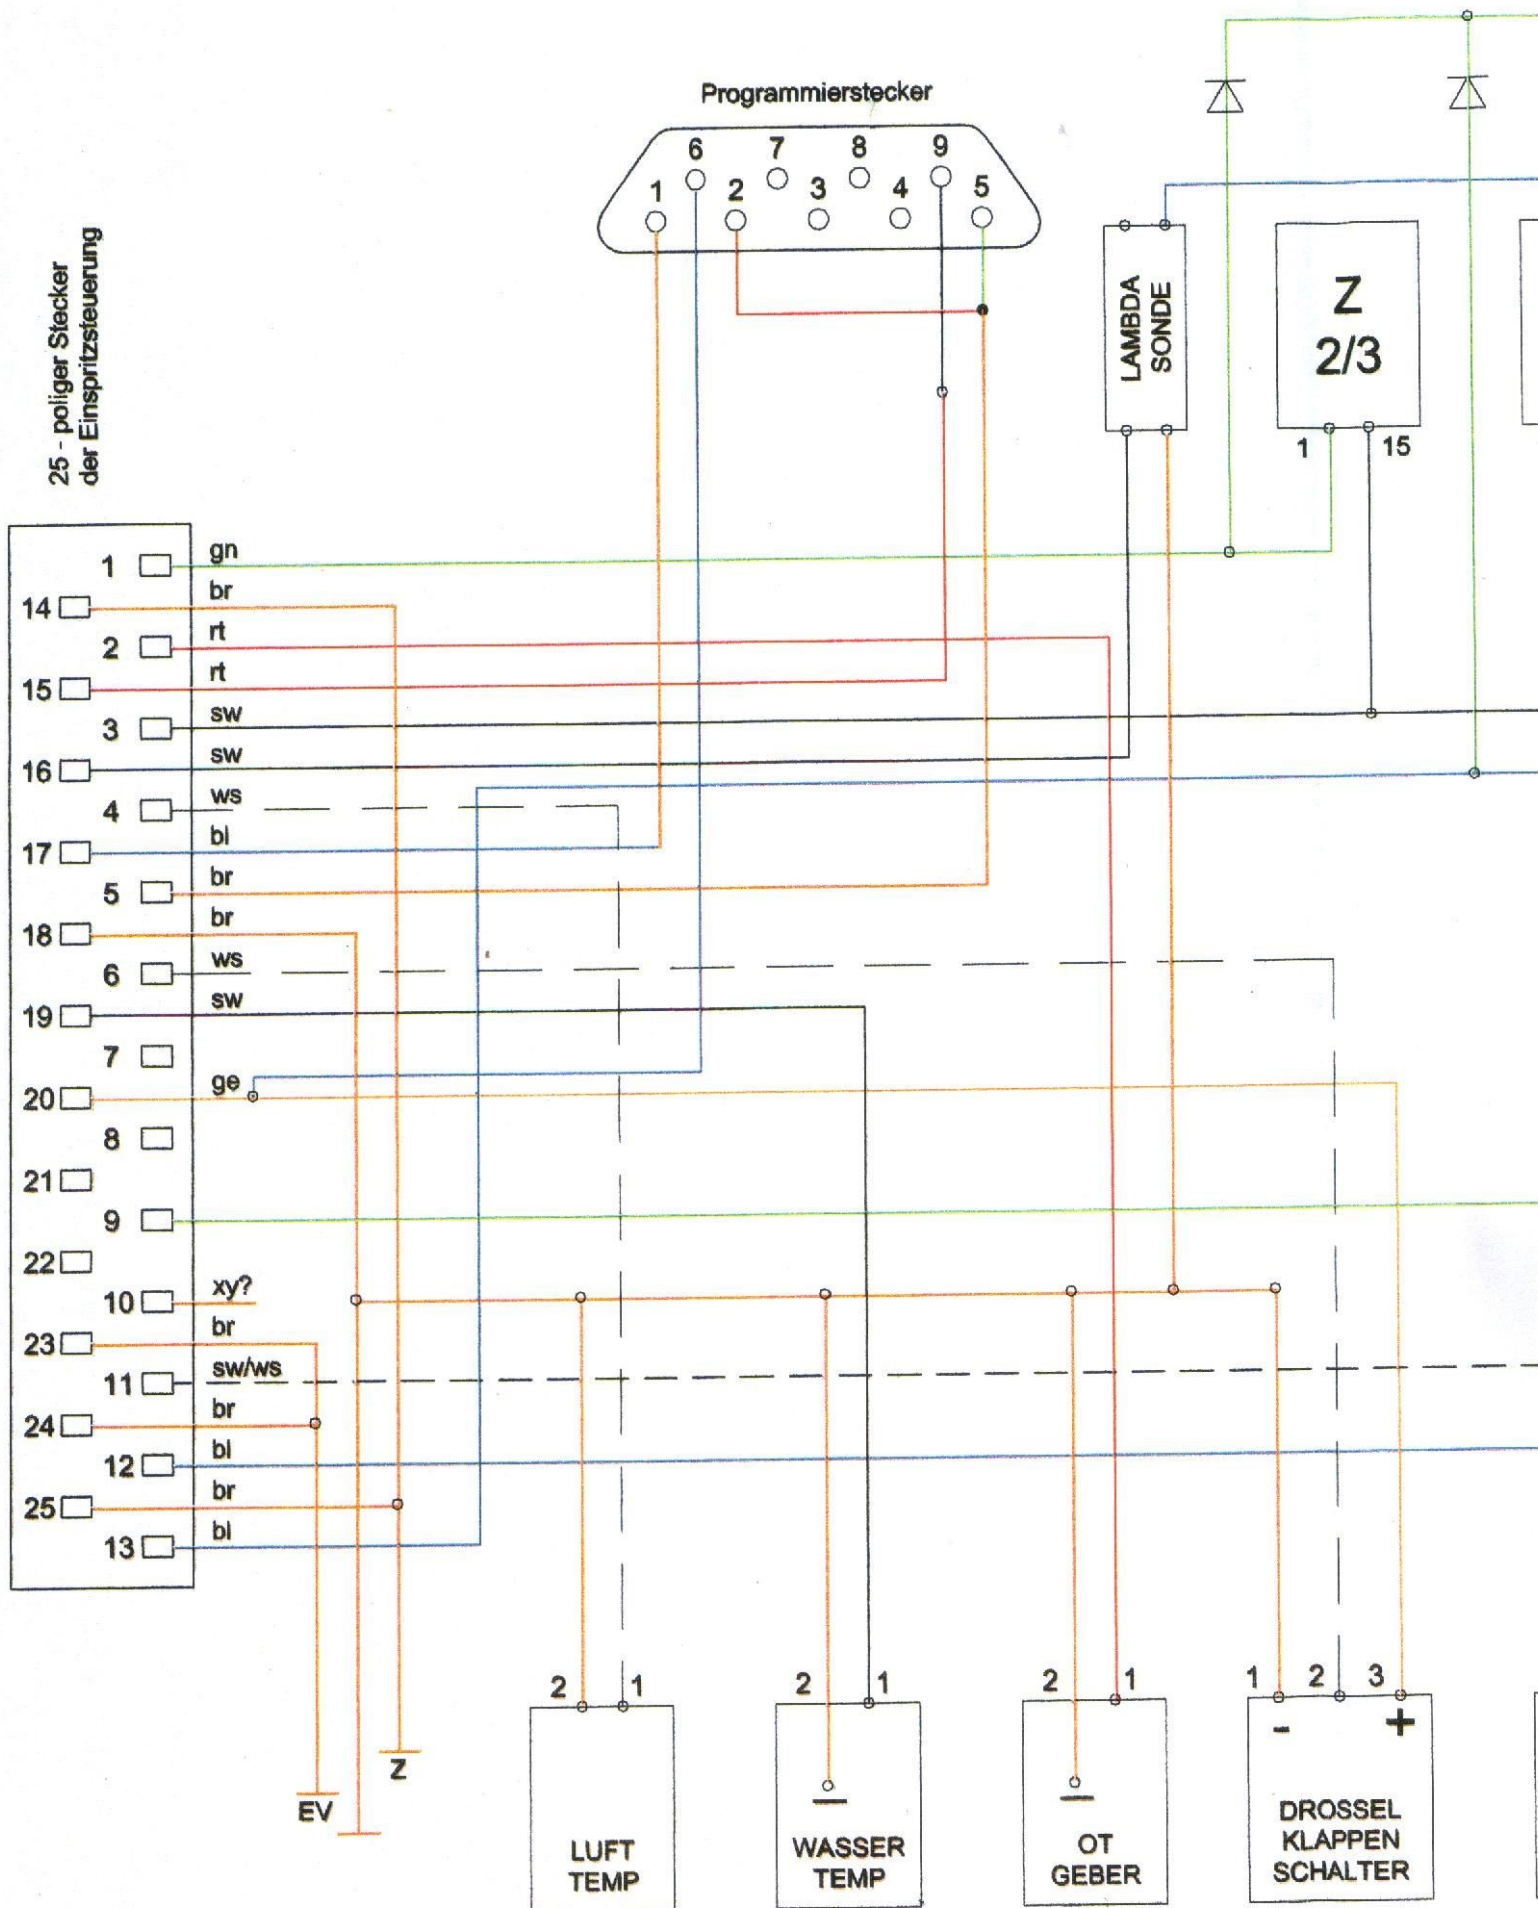 Programmierstecker
6 7 8 9
1 2 3 4 5
25 - poliger Stecker
der Einspritzsteuerung
LAMBDA
SONDE
Z
2/3
1 15
1 gn
14 br
2 rt
15 rt
3 sw
16 sw
4 ws
17 bl
5 br
18 br
6 ws
19 sw
7
20 ge
8
21
9
22
10 xy?
23 br
11 sw/ws
24 br
12 bl
25 br
13 bl
Z
EV
2 1
LUFT
TEMP
2 1
WASSER
TEMP
2 1
OT
GEBER
1 2 3
- +
DROSSEL
KLAPPEN
SCHALTER